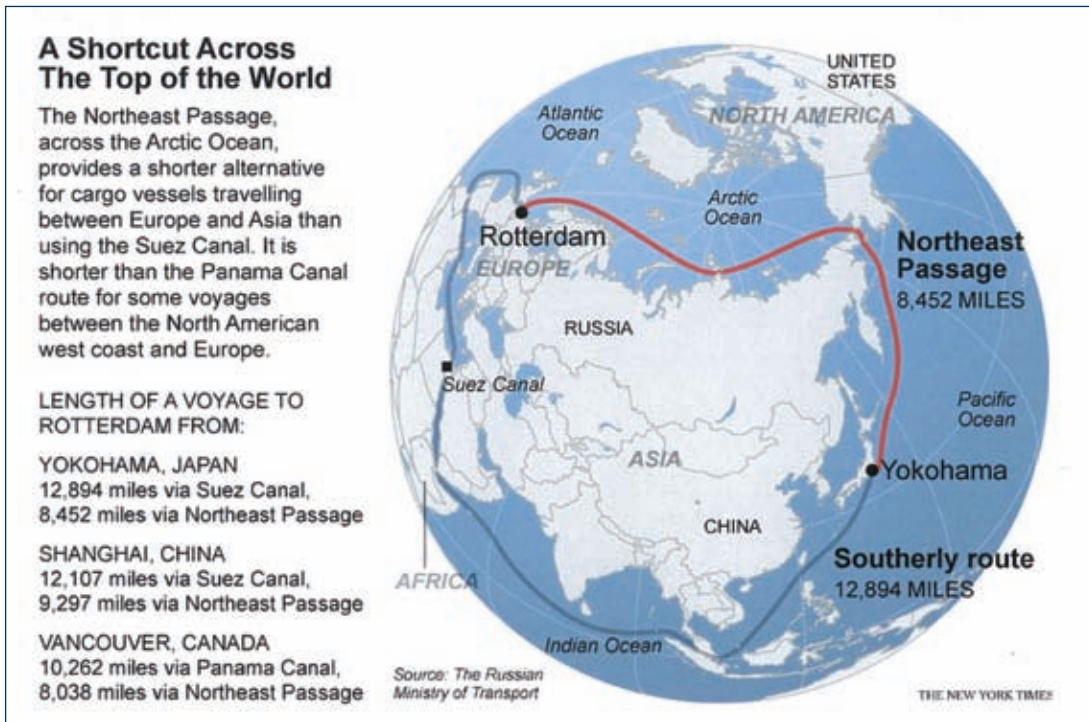 A Shortcut Across
The Top of the World
The Northeast Passage,
across the Arctic Ocean,
provides a shorter alternative
for cargo vessels travelling
between Europe and Asia than
using the Suez Canal. It is
shorter than the Panama Canal
route for some voyages
between the North American
west coast and Europe.
LENGTH OF A VOYAGE TO
ROTTERDAM FROM:
YOKOHAMA, JAPAN
12,894 miles via Suez Canal,
8,452 miles via Northeast Passage
SHANGHAI, CHINA
12,107 miles via Suez Canal,
9,297 miles via Northeast Passage
VANCOUVER, CANADA
10,262 miles via Panama Canal,
8,038 miles via Northeast Passage
UNITED
STATES
NORTH AMERICA
Atlantic
Ocean
Arctic
Ocean
Rotterdam
EUROPE
Northeast
Passage
8,452 MILES
RUSSIA
Suez Canal
Pacific
Ocean
ASIA
Yokohama
CHINA
AFRICA
Southerly route
12,894 MILES
Indian Ocean
Source: The Russian
Ministry of Transport
THE NEW YORK TIMES